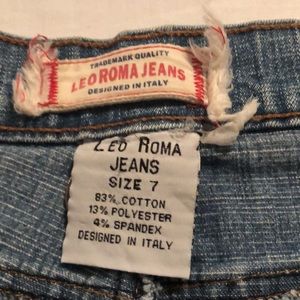 TRADEMARK QUALITY
LEO ROMA JEANS
DESIGNED IN ITALY
LEO ROMA
JEANS
SIZE 7
83% COTTON
13% POLYESTER
4% SPANDEX
DESIGNED IN ITALY